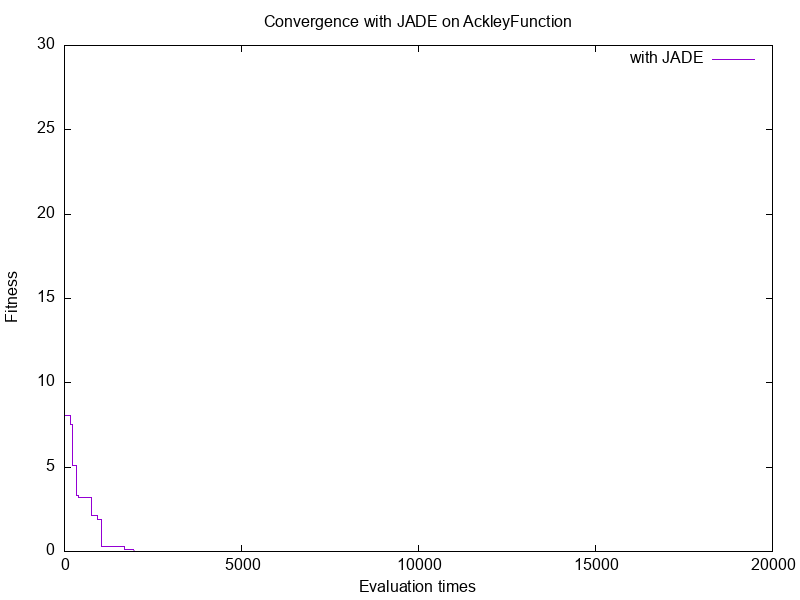 Convergence with JADE on AckleyFunction
with JADE
30
25
20
15
10
5
0
Fitness
0 5000 10000 15000 20000
Evaluation times